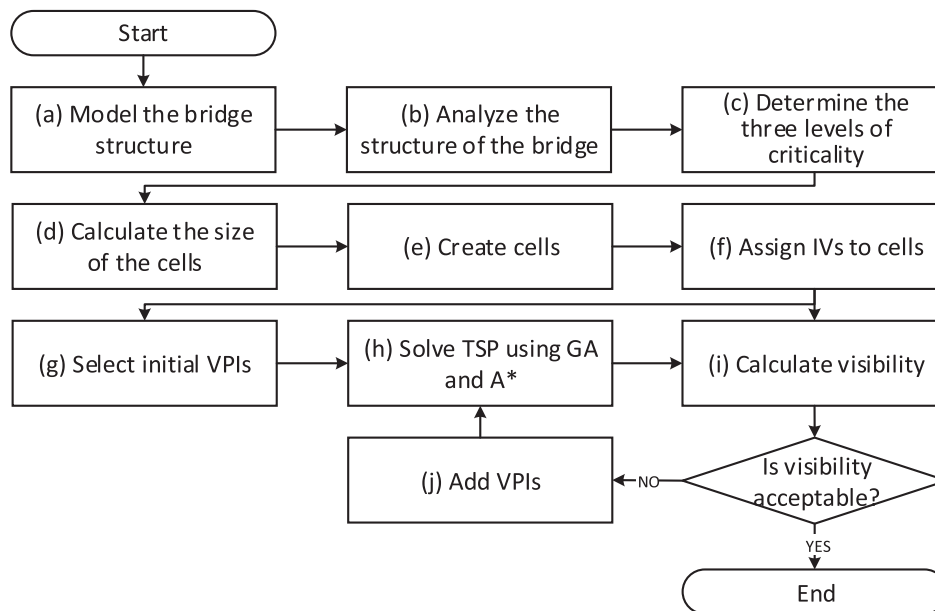 Start
(a) Model the bridge
structure
(b) Analyze the
structure of the bridge
(c) Determine the
three levels of
criticality
(d) Calculate the size
of the cells
(e) Create cells
(f) Assign IVs to cells
(g) Select initial VPIs
(h) Solve TSP using GA
and A*
(i) Calculate visibility
(j) Add VPIs
NO
Is visibility
acceptable?
YES
End